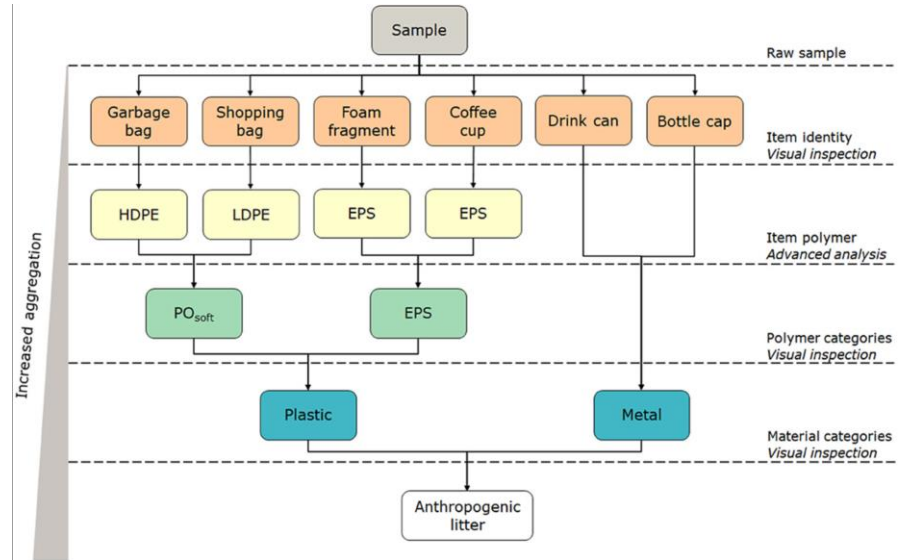 Sample
Raw sample
Garbage
bag
Shopping
bag
Foam
fragment
Coffee
cup
Drink can
Bottle cap
Item identity
Visual inspection
HDPE
LDPE
EPS
EPS
Item polymer
Advanced analysis
Increased aggregation
POsoft
EPS
Polymer categories
Visual inspection
Plastic
Metal
Material categories
Visual inspection
Anthropogenic
litter